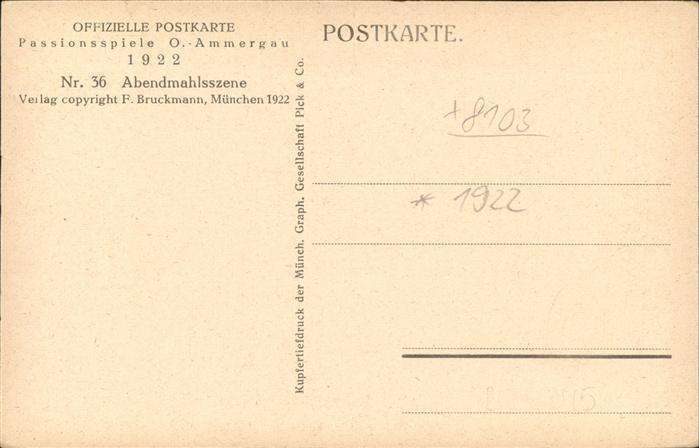 OFFIZIELLE POSTKARTE
Passionsspiele O.-Ammergau
1922
Nr. 36 Abendmahlsszene
Verlag copyright F. Bruckmann, München 1922
Kupfertiefdruck der Münch. Graph. Gesellschaft Pick & Co.
POSTKARTE.
+8103
* 1922